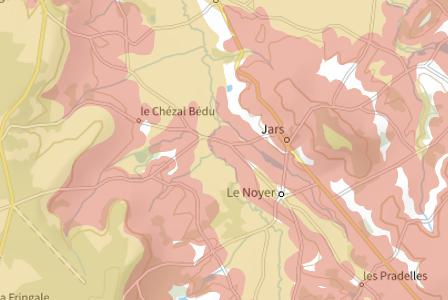 le Chézal Bédu
Jars
Le Noyer
les Pradelles
a Fringale